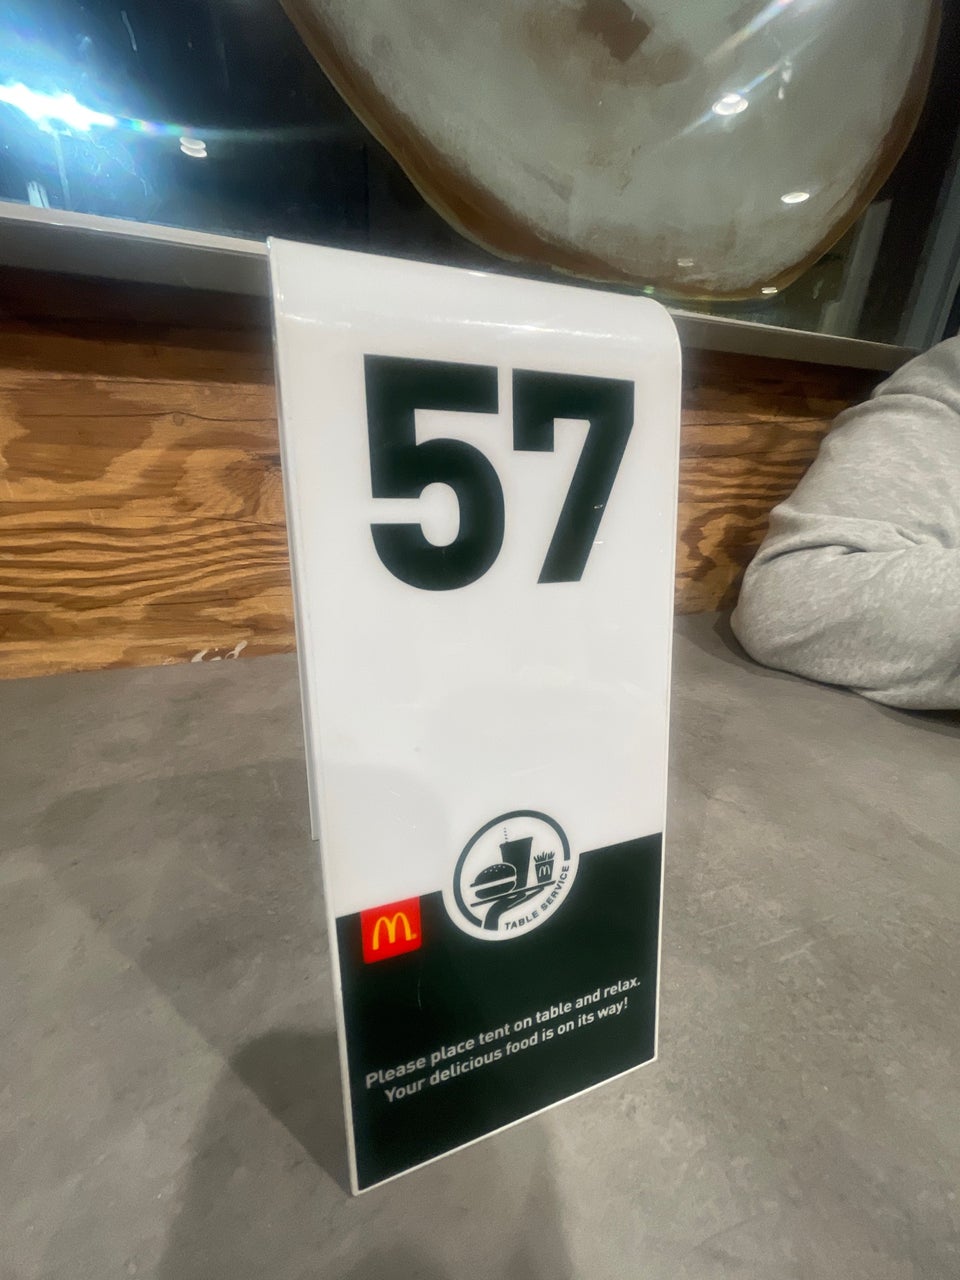 57
TABLE SERVICE
Please place tent on table and relax.
Your delicious food is on its way!